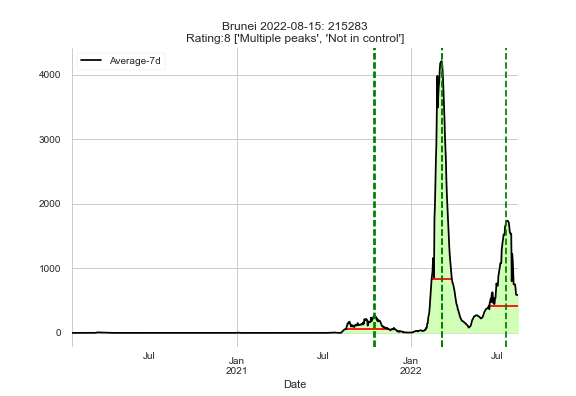 Brunei 2022-08-15: 215283
Rating:8 ['Multiple peaks', 'Not in control']
Average-7d
4000
3000
2000
1000
0
Jul
Jan
2021
Jul
Jan
2022
Jul
Date